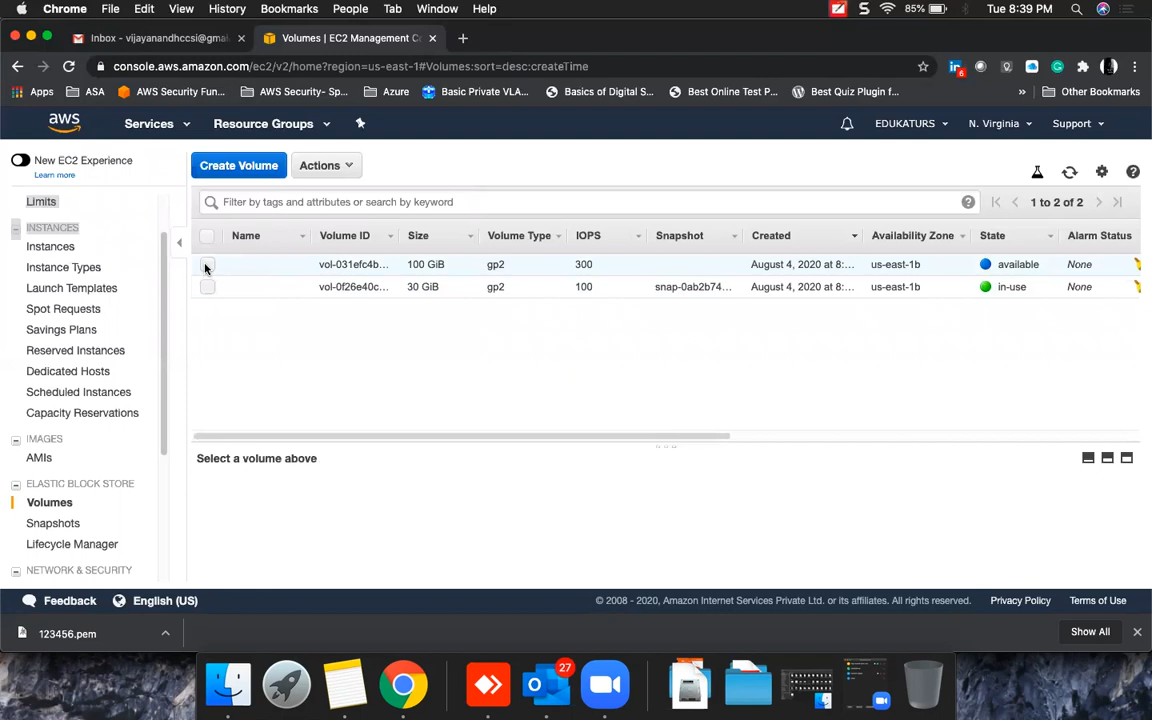 Chrome File Edit View History Bookmarks People Tab Window Help 85% Tue 8:39 PM
Inbox - vijayanandhccsi@gmai Volumes | EC2 Management C
console.aws.amazon.com/ec2/v2/home?region=us-east-1#Volumes:sort=desc:createTime
6
Apps ASA AWS Security Fun... AWS Security- Sp... Azure Basic Private VLA... Basics of Digital S... Best Online Test P... Best Quiz Plugin f... » Other Bookmarks
aws Services Resource Groups EDUKATURS N. Virginia Support
New EC2 Experience
Learn more
Create Volume Actions
Limits
Filter by tags and attributes or search by keyword
1 to 2 of 2
INSTANCES
Instances
Instance Types
Launch Templates
Spot Requests
Savings Plans
Reserved Instances
Dedicated Hosts
Scheduled Instances
Capacity Reservations
IMAGES
AMIs
ELASTIC BLOCK STORE
Volumes
Snapshots
Lifecycle Manager
NETWORK & SECURITY
Name Volume ID Size Volume Type IOPS Snapshot Created Availability Zone State Alarm Status
vol-031efc4b... 100 GiB gp2 300 August 4, 2020 at 8:... us-east-1b available None
vol-0f26e40c... 30 GiB gp2 100 snap-0ab2b74... August 4, 2020 at 8:... us-east-1b in-use None
Select a volume above
Feedback English (US) © 2008 - 2020, Amazon Internet Services Private Ltd. or its affiliates. All rights reserved. Privacy Policy Terms of Use
123456.pem Show All
27